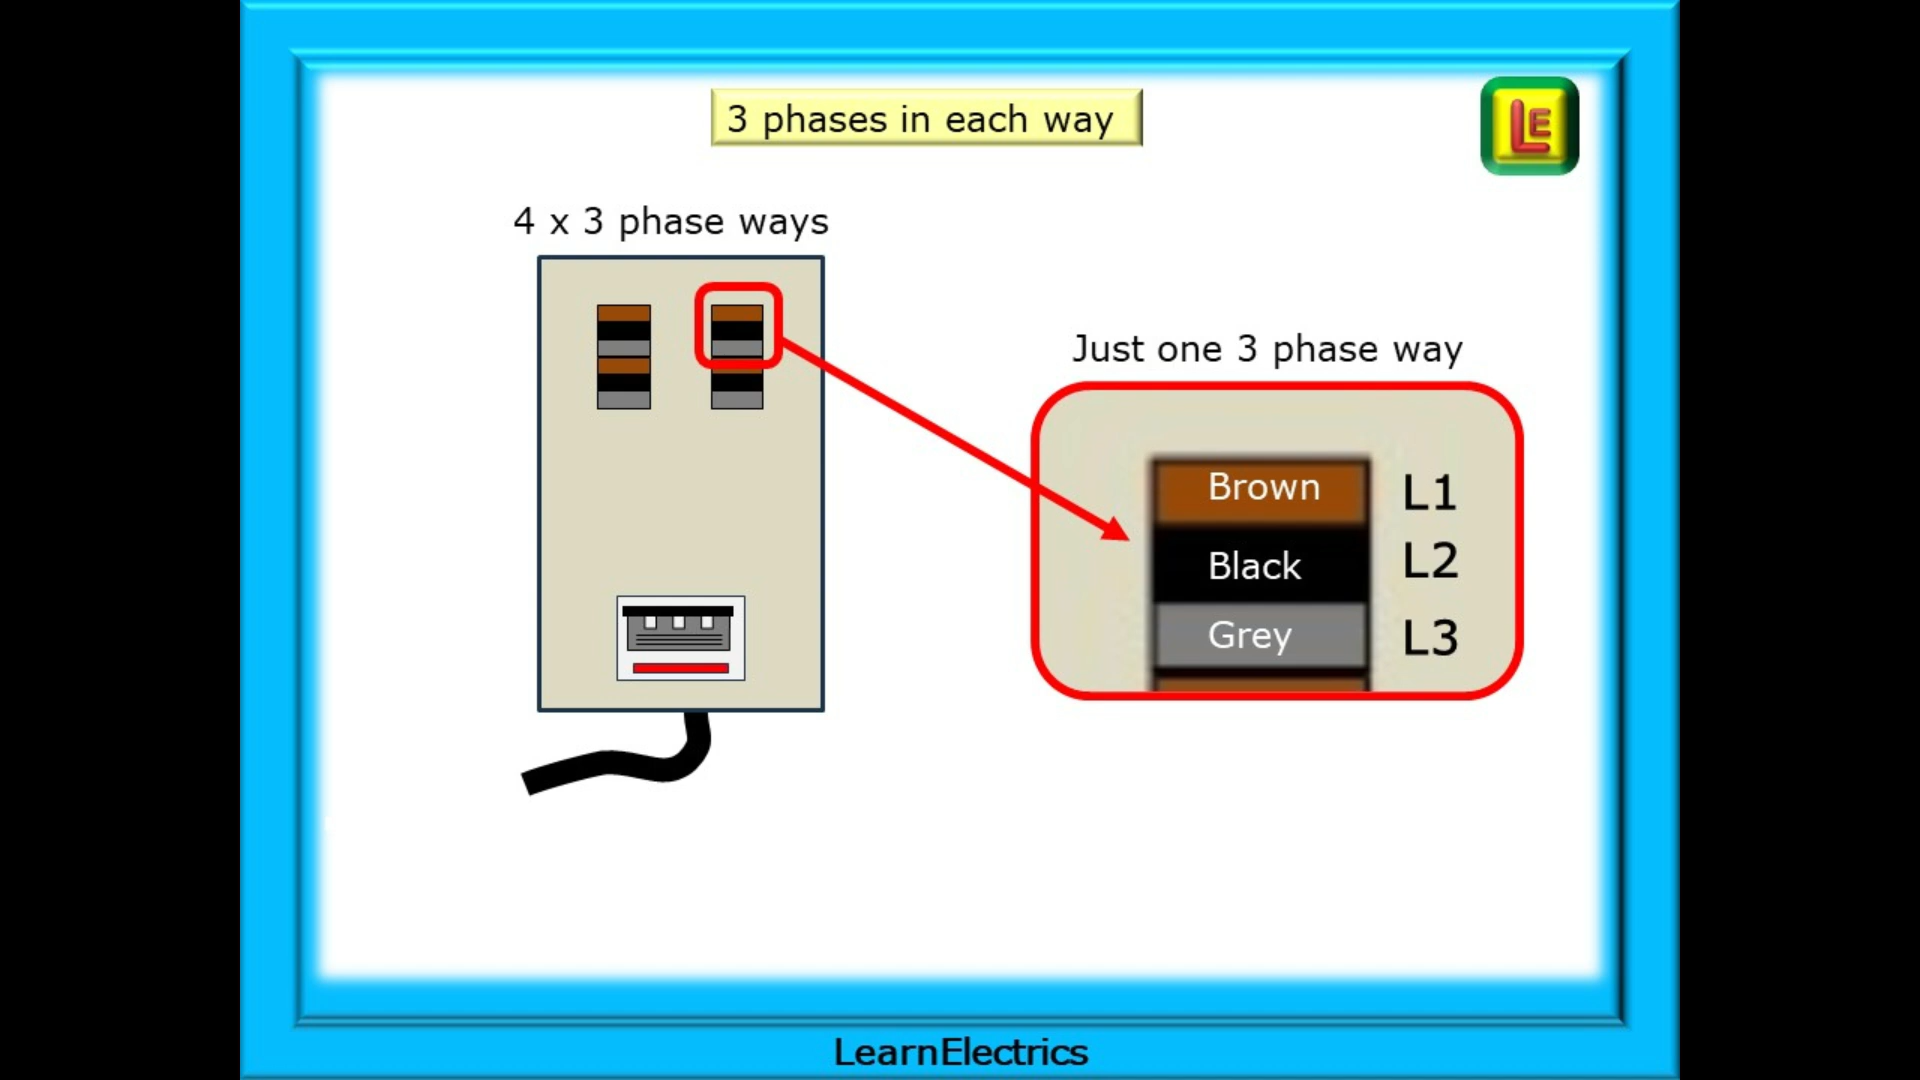 3 phases in each way
LE
4 x 3 phase ways
Just one 3 phase way
Brown L1
Black L2
Grey L3
LearnElectrics